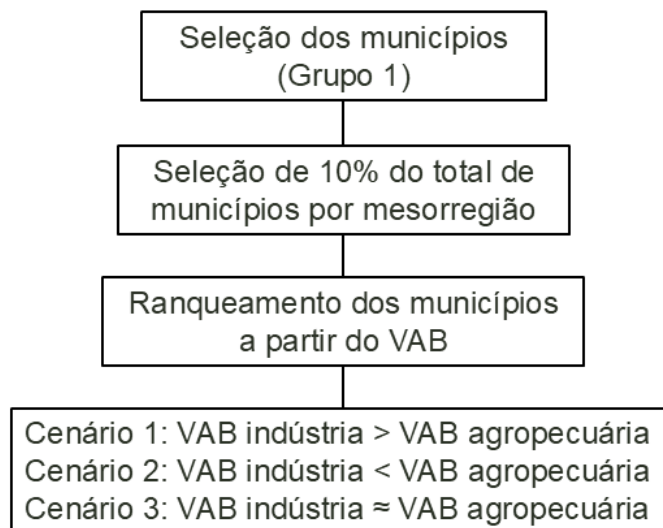 Seleção dos municípios
(Grupo 1)
Seleção de 10% do total de
municípios por mesorregião
Ranqueamento dos municípios
a partir do VAB
Cenário 1: VAB indústria > VAB agropecuária
Cenário 2: VAB indústria < VAB agropecuária
Cenário 3: VAB indústria ≈ VAB agropecuária